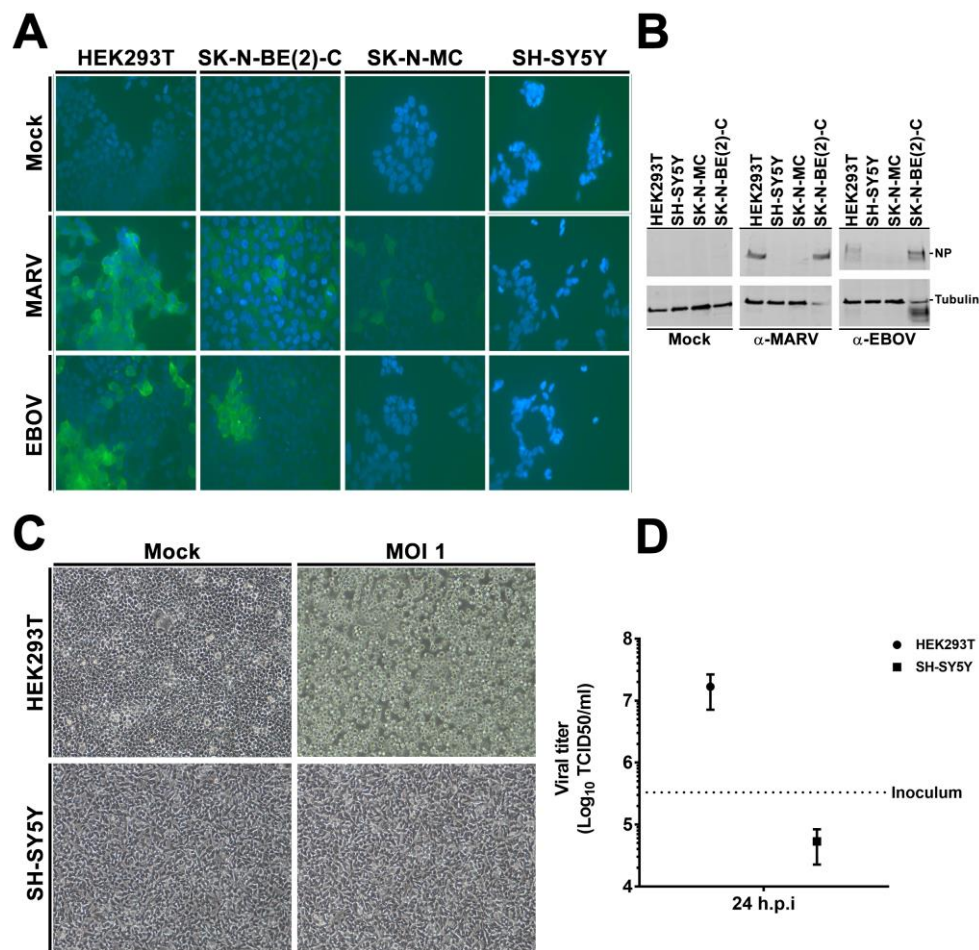 A
HEK293T SK-N-BE(2)-C SK-N-MC SH-SY5Y
Mock
MARV
EBOV
B
HEK293T
SH-SY5Y
SK-N-MC
SK-N-BE(2)-C
HEK293T
SH-SY5Y
SK-N-MC
SK-N-BE(2)-C
HEK293T
SH-SY5Y
SK-N-MC
SK-N-BE(2)-C
-NP
-Tubulin
Mock α-MARV α-EBOV
C
Mock MOI 1
HEK293T
SH-SY5Y
D
Viral titer
(Log₁₀ TCID50/ml)
8
7
6
5
4
HEK293T
SH-SY5Y
Inoculum
24 h.p.i